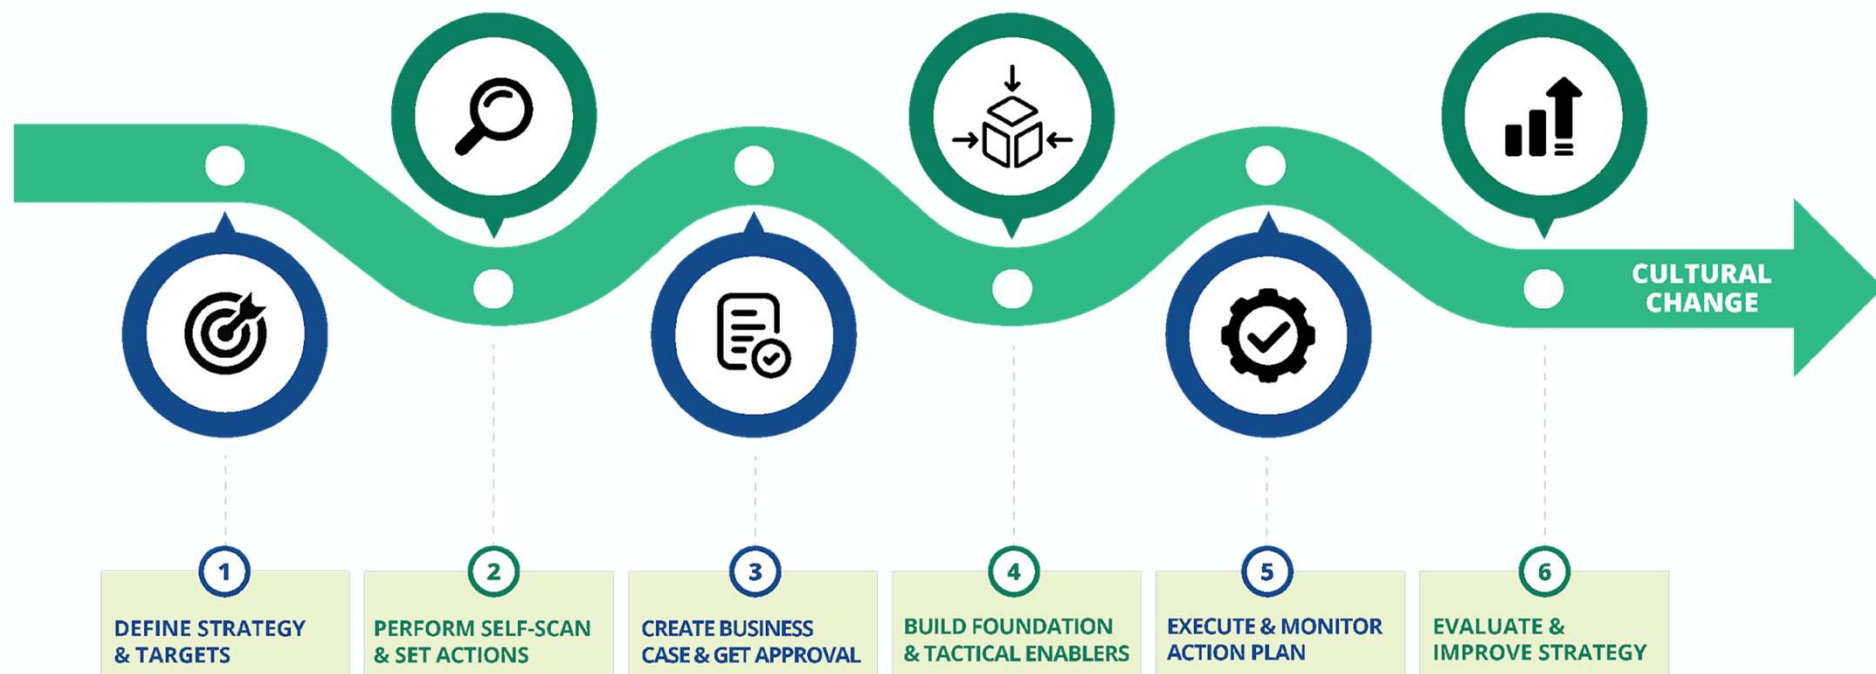 CULTURAL
CHANGE
1
DEFINE STRATEGY
& TARGETS
2
PERFORM SELF-SCAN
& SET ACTIONS
3
CREATE BUSINESS
CASE & GET APPROVAL
4
BUILD FOUNDATION
& TACTICAL ENABLERS
5
EXECUTE & MONITOR
ACTION PLAN
6
EVALUATE &
IMPROVE STRATEGY